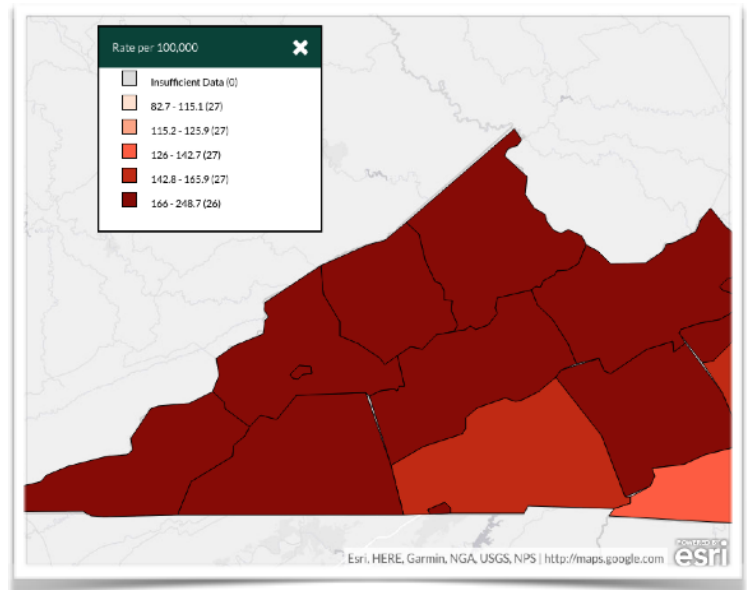 Rate per 100,000
Insufficient Data (0)
82.7 - 115.1 (27)
115.2 - 125.9 (27)
126 - 142.7 (27)
142.8 - 165.9 (27)
166 - 248.7 (26)
Esri, HERE, Garmin, NGA, USGS, NPS | http://maps.google.com
POWERED BY
esri